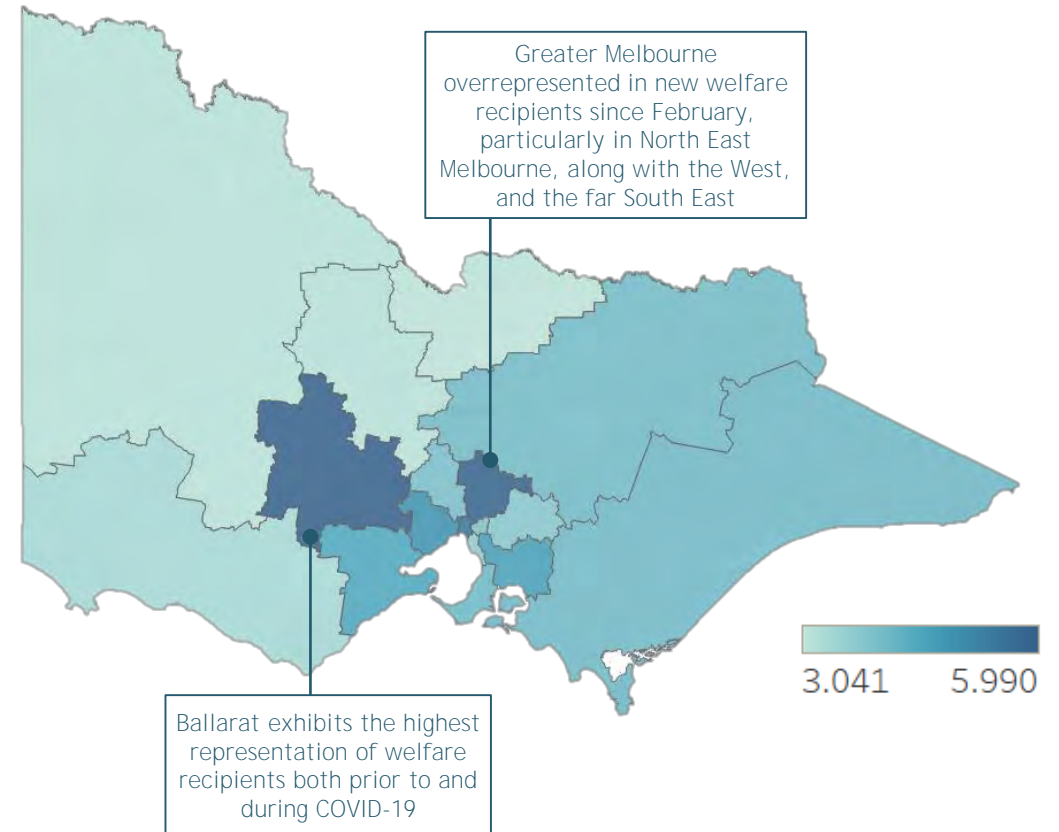 Greater Melbourne
overrepresented in new welfare
recipients since February,
particularly in North East
Melbourne, along with the West,
and the far South East
3.041
5.990
Ballarat exhibits the highest
representation of welfare
recipients both prior to and
during COVID-19